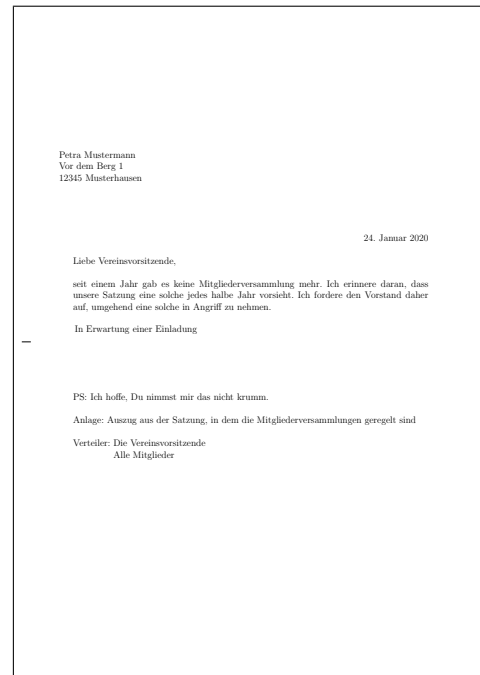 Petra Mustermann
Vor dem Berg 1
12345 Musterhausen
24. Januar 2020
Liebe Vereinsvorsitzende,
seit einem Jahr gab es keine Mitgliederversammlung mehr. Ich erinnere daran, dass
unsere Satzung eine solche jedes halbe Jahr vorsieht. Ich fordere den Vorstand daher
auf, umgehend eine solche in Angriff zu nehmen.
In Erwartung einer Einladung
PS: Ich hoffe, Du nimmst mir das nicht krumm.
Anlage: Auszug aus der Satzung, in dem die Mitgliederversammlungen geregelt sind
Verteiler: Die Vereinsvorsitzende
Alle Mitglieder